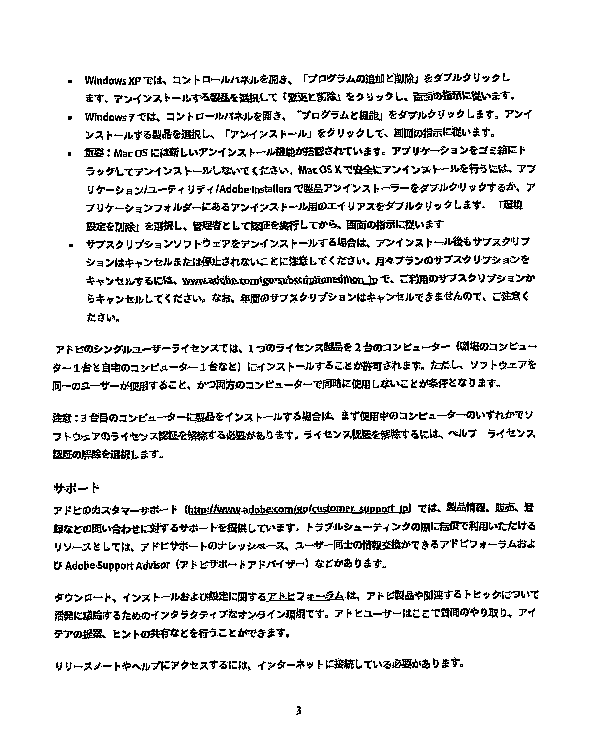 • Windows XP では、コントロールパネルを開き、「プログラムの追加と削除」をダブルクリックし
ます。アンインストールする製品を選択して「変更と削除」をクリックし、画面の指示に従います。
• Windows 7 では、コントロールパネルを開き、“プログラムと機能」をダブルクリックします。アンイ
ンストールする製品を選択し、「アンインストール」をクリックして、画面の指示に従います。
• 重要：Mac OS には新しいアンインストール機能が搭載されています。アプリケーションをゴミ箱にド
ラッグしてアンインストールしないでください。Mac OS X で安全にアンインストールを行うには、アプ
リケーション/ユーティリティ/Adobe Installers で製品アンインストーラーをダブルクリックするか、ア
プリケーションフォルダーにあるアンインストール用のエイリアスをダブルクリックします。「環境
設定を削除」を選択し、管理者として認証を実行してから、画面の指示に従います
• サブスクリプションソフトウェアをアンインストールする場合は、アンインストール後もサブスクリプ
ションはキャンセルまたは停止されないことに注意してください。月々プランのサブスクリプションを
キャンセルするには、www.adobe.com/go/subscriptionedition_jp で、ご利用のサブスクリプションか
らキャンセルしてください。なお、年間のサブスクリプションはキャンセルできませんので、ご注意く
ださい。
アドビのシングルユーザーライセンスでは、1 つのライセンス製品を 2 台のコンピューター（職場のコンピュー
ター 1 台と自宅のコンピューター 1 台など）にインストールすることが許可されます。ただし、ソフトウェアを
同一のユーザーが使用すること、かつ両方のコンピューターで同時に使用しないことが条件となります。
注意：3 台目のコンピューターに製品をインストールする場合は、まず使用中のコンピューターのいずれかでソ
フトウェアのライセンス認証を解除する必要があります。ライセンス認証を解除するには、ヘルプ ライセンス
認証の解除を選択します。
サポート
アドビのカスタマーサポート（http://www.adobe.com/go/customer_support_jp）では、製品情報、販売、登
録などの問い合わせに対するサポートを提供しています。トラブルシューティングの際に無償で利用いただける
リソースとしては、アドビサポートのナレッジベース、ユーザー同士の情報交換ができるアドビフォーラムおよ
び Adobe Support Advisor（アドビサポートアドバイザー）などがあります。
ダウンロード、インストールおよび設定に関するアドビフォーラムは、アドビ製品や関連するトピックについて
活発に議論するためのインタラクティブなオンライン環境です。アドビユーザーはここで質問のやり取り、アイ
デアの提案、ヒントの共有などを行うことができます。
リリースノートやヘルプにアクセスするには、インターネットに接続している必要があります。
3